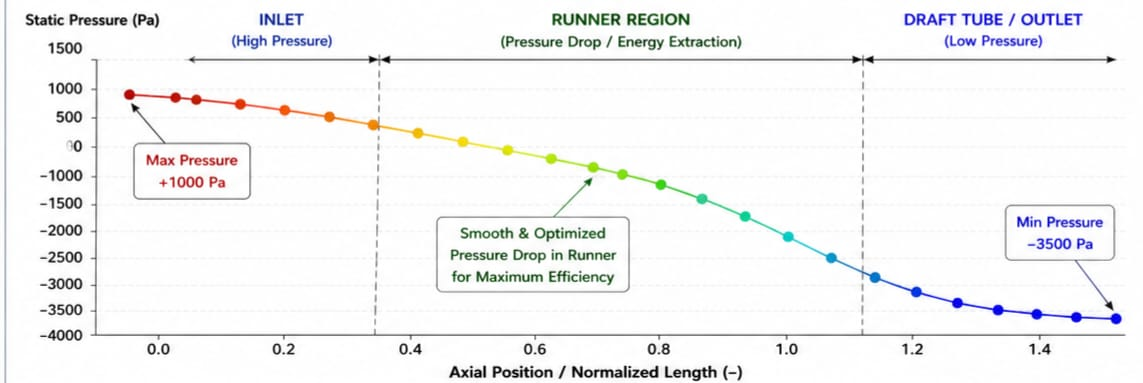 Static Pressure (Pa)
INLET
(High Pressure)
RUNNER REGION
(Pressure Drop / Energy Extraction)
DRAFT TUBE / OUTLET
(Low Pressure)
1500
1000
500
0
−1000
−1500
−2000
−2500
−3000
−3500
−4000
Max Pressure
+1000 Pa
Smooth & Optimized
Pressure Drop in Runner
for Maximum Efficiency
Min Pressure
−3500 Pa
0.0 0.2 0.4 0.6 0.8 1.0 1.2 1.4
Axial Position / Normalized Length (−)